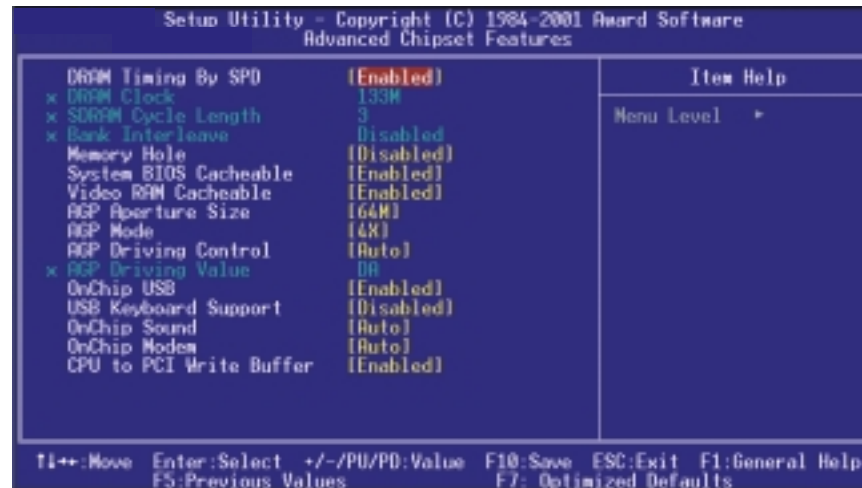 Setup Utility - Copyright (C) 1984-2001 Award Software
Advanced Chipset Features
DRAM Timing By SPD [Enabled]
x DRAM Clock 133M
x SDRAM Cycle Length 3
x Bank Interleave Disabled
Memory Hole [Disabled]
System BIOS Cacheable [Enabled]
Video RAM Cacheable [Enabled]
AGP Aperture Size [64M]
AGP Mode [4X]
AGP Driving Control [Auto]
x AGP Driving Value DA
OnChip USB [Enabled]
USB Keyboard Support [Disabled]
OnChip Sound [Auto]
OnChip Modem [Auto]
CPU to PCI Write Buffer [Enabled]
Item Help
Menu Level ►
↑↓→←:Move Enter:Select +/-/PU/PD:Value F10:Save ESC:Exit F1:General Help
F5:Previous Values F7: Optimized Defaults